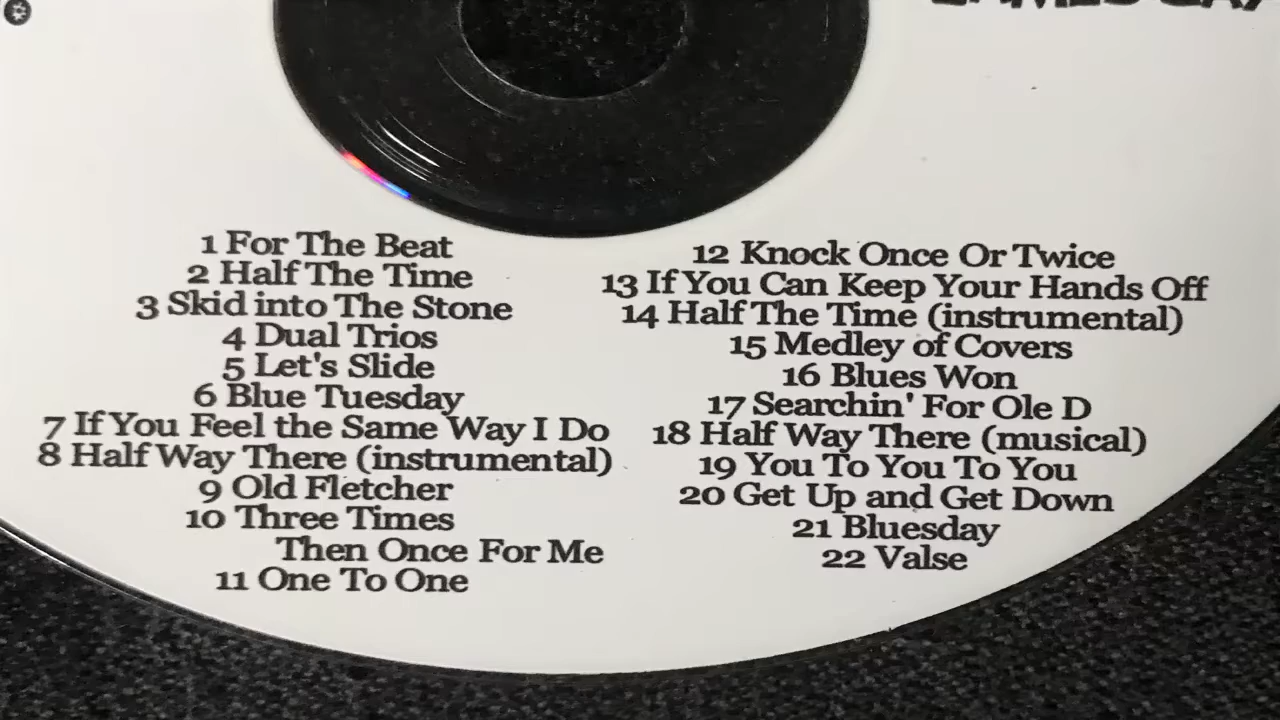 1 For The Beat
2 Half The Time
3 Skid into The Stone
4 Dual Trios
5 Let's Slide
6 Blue Tuesday
7 If You Feel the Same Way I Do
8 Half Way There (instrumental)
9 Old Fletcher
10 Three Times
Then Once For Me
11 One To One
12 Knock Once Or Twice
13 If You Can Keep Your Hands Off
14 Half The Time (instrumental)
15 Medley of Covers
16 Blues Won
17 Searchin' For Ole D
18 Half Way There (musical)
19 You To You To You
20 Get Up and Get Down
21 Bluesday
22 Valse